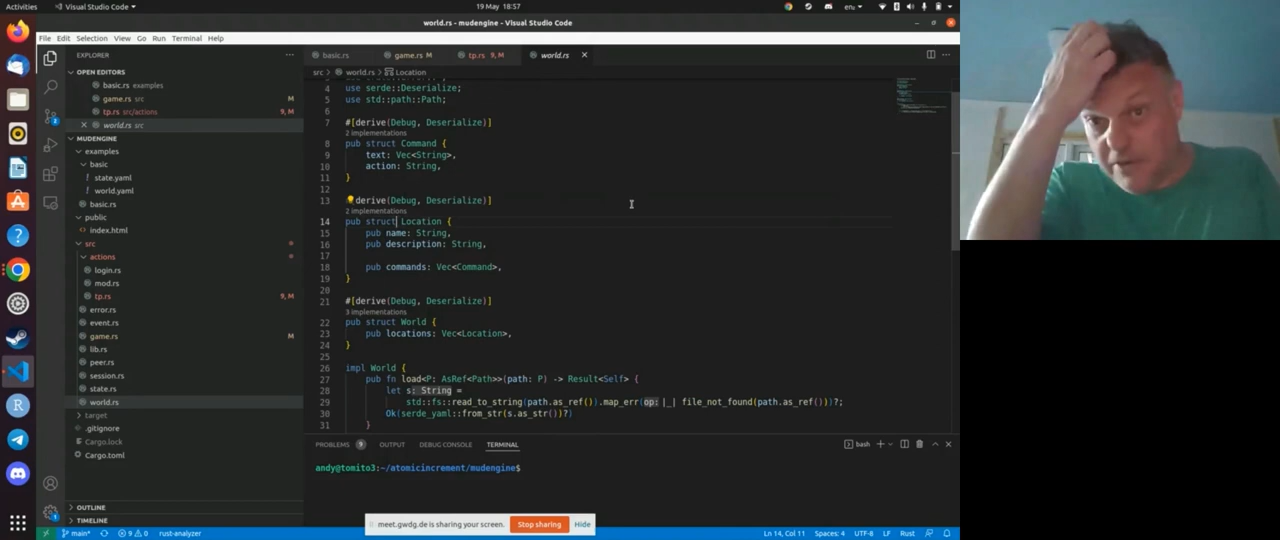 Activities
Visual Studio Code
19 May 18:57
en₁
world.rs - mudengine - Visual Studio Code
File Edit Selection View Go Run Terminal Help
EXPLORER
basic.rs
game.rs M
tp.rs 9, M
world.rs
src > world.rs > Location
OPEN EDITORS
basic.rs examples
game.rs src M
tp.rs src/actions 9, M
world.rs src
MUDENGINE
examples
basic
state.yaml
world.yaml
basic.rs
public
index.html
src
actions
login.rs
mod.rs
tp.rs 9, M
error.rs
event.rs
game.rs M
lib.rs
peer.rs
session.rs
state.rs
world.rs
target
.gitignore
Cargo.lock
Cargo.toml
OUTLINE
TIMELINE
4 use serde::Deserialize;
5 use std::path::Path;
6
7 #[derive(Debug, Deserialize)]
2 implementations
8 pub struct Command {
9 text: Vec<String>,
10 action: String,
11 }
12
13 derive(Debug, Deserialize)]
2 implementations
14 pub struct Location {
15 pub name: String,
16 pub description: String,
17
18 pub commands: Vec<Command>,
19 }
20
21 #[derive(Debug, Deserialize)]
3 implementations
22 pub struct World {
23 pub locations: Vec<Location>,
24 }
25
26 impl World {
27 pub fn load<P: AsRef<Path>>(path: P) -> Result<Self> {
28 let s: String =
29 std::fs::read_to_string(path.as_ref()).map_err(op: |_| file_not_found(path.as_ref()))?;
30 Ok(serde_yaml::from_str(s.as_str())?)
31 }
PROBLEMS 9 OUTPUT DEBUG CONSOLE TERMINAL
bash
andy@tomito3:~/atomicincrement/mudengine$
meet.gwdg.de is sharing your screen. Stop sharing Hide
main* 9 0 rust-analyzer
Ln 14, Col 11 Spaces: 4 UTF-8 LF Rust